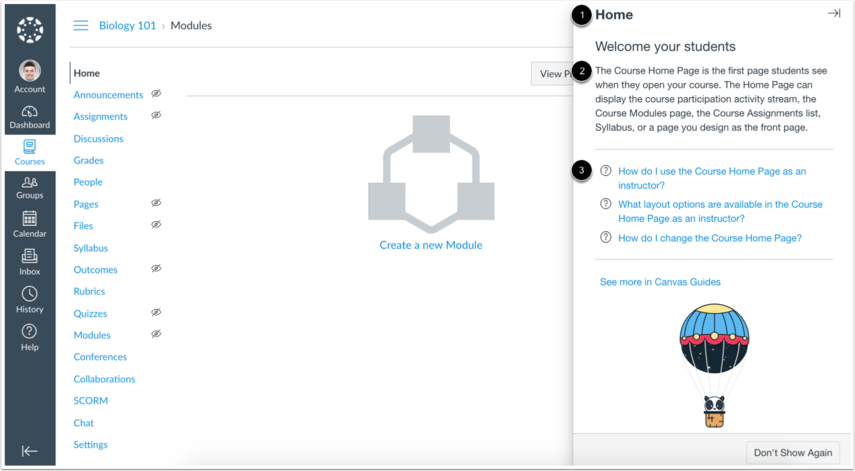 Account
Dashboard
Courses
Groups
Calendar
Inbox
History
Help
Biology 101 › Modules
Home
Announcements
Assignments
Discussions
Grades
People
Pages
Files
Syllabus
Outcomes
Rubrics
Quizzes
Modules
Conferences
Collaborations
SCORM
Chat
Settings
View
Create a new Module
1 Home
Welcome your students
2 The Course Home Page is the first page students see
when they open your course. The Home Page can
display the course participation activity stream, the
Course Modules page, the Course Assignments list,
Syllabus, or a page you design as the front page.
3 How do I use the Course Home Page as an
instructor?
What layout options are available in the Course
Home Page as an instructor?
How do I change the Course Home Page?
See more in Canvas Guides
Don't Show Again